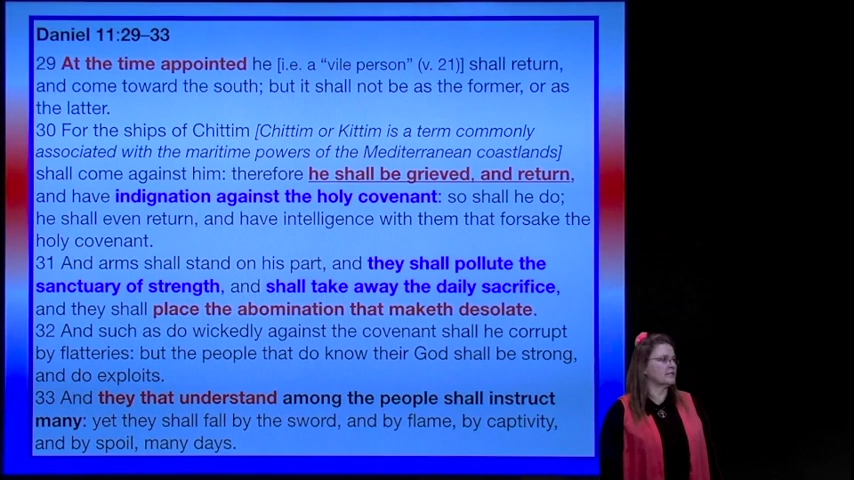 Daniel 11:29–33
29 At the time appointed he [i.e. a “vile person” (v. 21)] shall return,
and come toward the south; but it shall not be as the former, or as
the latter.
30 For the ships of Chittim [Chittim or Kittim is a term commonly
associated with the maritime powers of the Mediterranean coastlands]
shall come against him: therefore he shall be grieved, and return,
and have indignation against the holy covenant: so shall he do;
he shall even return, and have intelligence with them that forsake the
holy covenant.
31 And arms shall stand on his part, and they shall pollute the
sanctuary of strength, and shall take away the daily sacrifice,
and they shall place the abomination that maketh desolate.
32 And such as do wickedly against the covenant shall he corrupt
by flatteries: but the people that do know their God shall be strong,
and do exploits.
33 And they that understand among the people shall instruct
many: yet they shall fall by the sword, and by flame, by captivity,
and by spoil, many days.